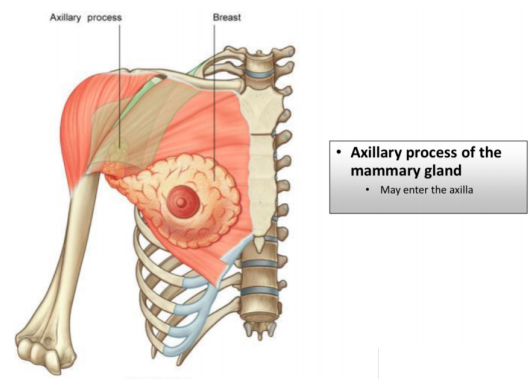 Axillary process
Breast
• Axillary process of the
mammary gland
• May enter the axilla